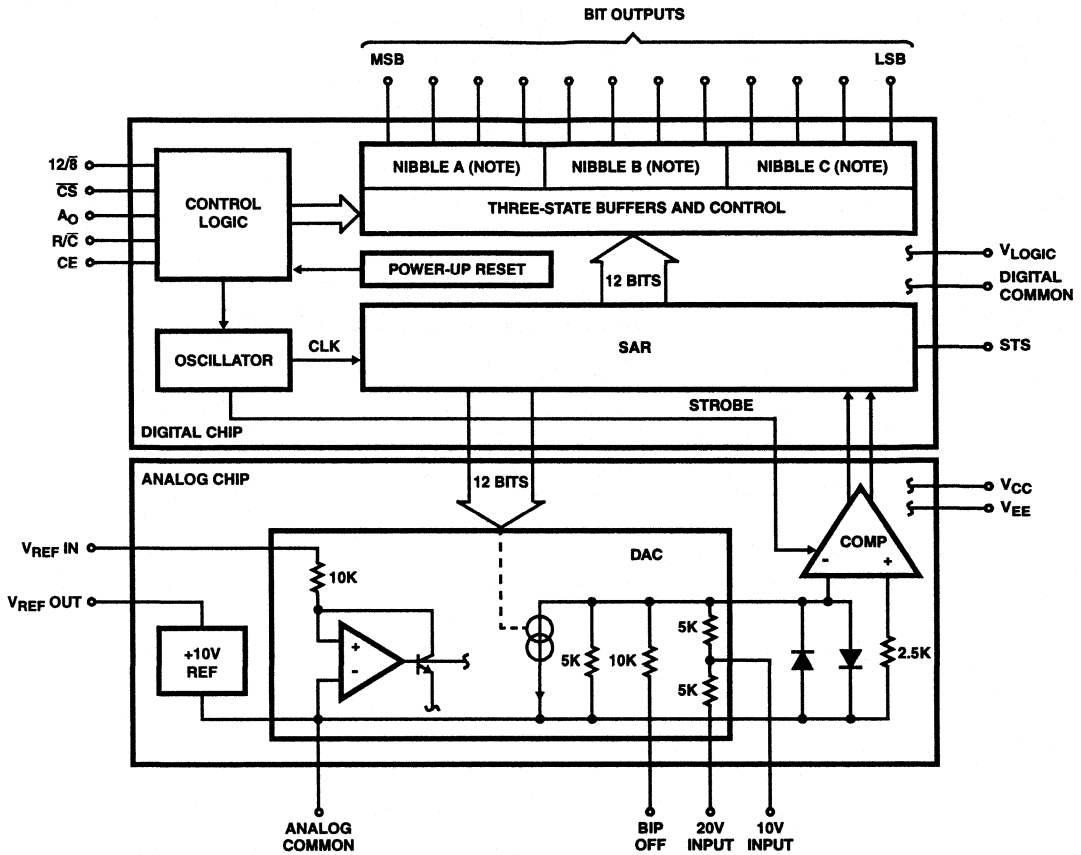 BIT OUTPUTS
MSB
LSB
12/8̅
C̅S̅
AO
R/C̅
CE
CONTROL
LOGIC
NIBBLE A (NOTE)
NIBBLE B (NOTE)
NIBBLE C (NOTE)
THREE-STATE BUFFERS AND CONTROL
POWER-UP RESET
12 BITS
VLOGIC
DIGITAL
COMMON
OSCILLATOR
CLK
SAR
STS
STROBE
DIGITAL CHIP
ANALOG CHIP
12 BITS
VCC
VEE
COMP
-
+
VREF IN
VREF OUT
DAC
10K
+10V
REF
+
-
5K
10K
5K
5K
2.5K
ANALOG
COMMON
BIP
OFF
20V
INPUT
10V
INPUT